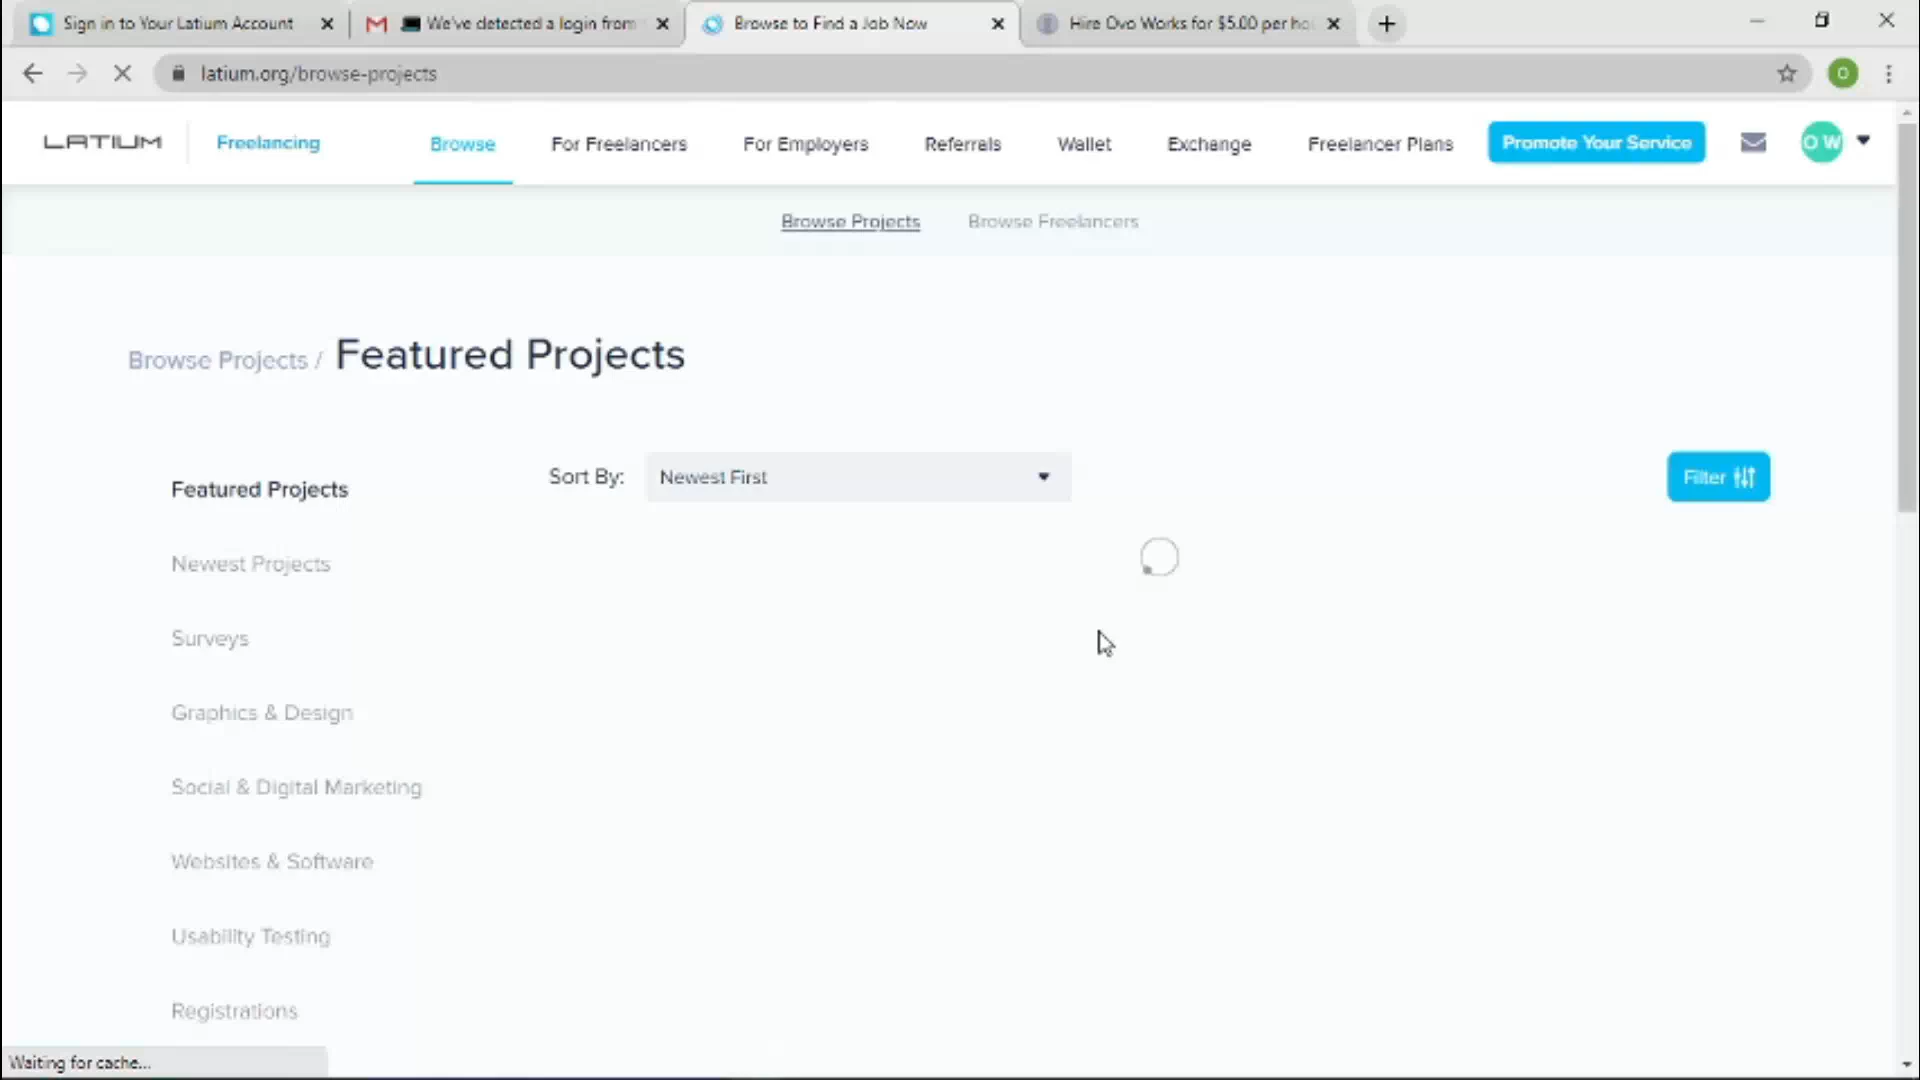 Sign in to Your Latium Account
We've detected a login from
Browse to Find a Job Now
Hire Ovo Works for $5.00 per ho
latium.org/browse-projects
O
LATIUM
Freelancing
Browse
For Freelancers
For Employers
Referrals
Wallet
Exchange
Freelancer Plans
Promote Your Service
O W
Browse Projects
Browse Freelancers
Browse Projects / Featured Projects
Featured Projects
Sort By:
Newest First
Filter
Newest Projects
Surveys
Graphics & Design
Social & Digital Marketing
Websites & Software
Usability Testing
Registrations
Waiting for cache...